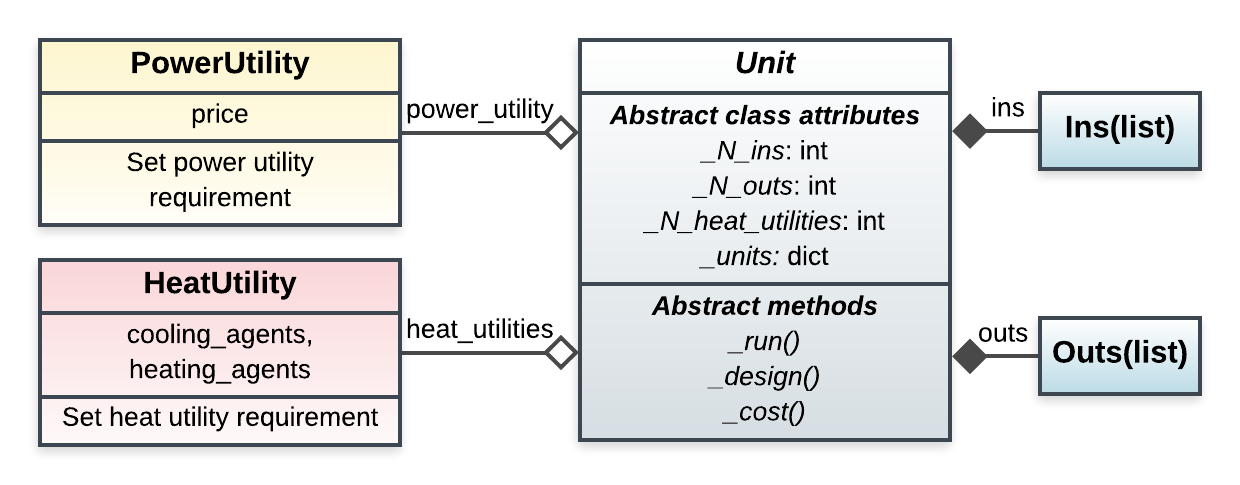 PowerUtility
price
Set power utility
requirement
power_utility
HeatUtility
cooling_agents,
heating_agents
Set heat utility requirement
heat_utilities
Unit
Abstract class attributes
_N_ins: int
_N_outs: int
_N_heat_utilities: int
_units: dict
Abstract methods
_run()
_design()
_cost()
ins
Ins(list)
outs
Outs(list)